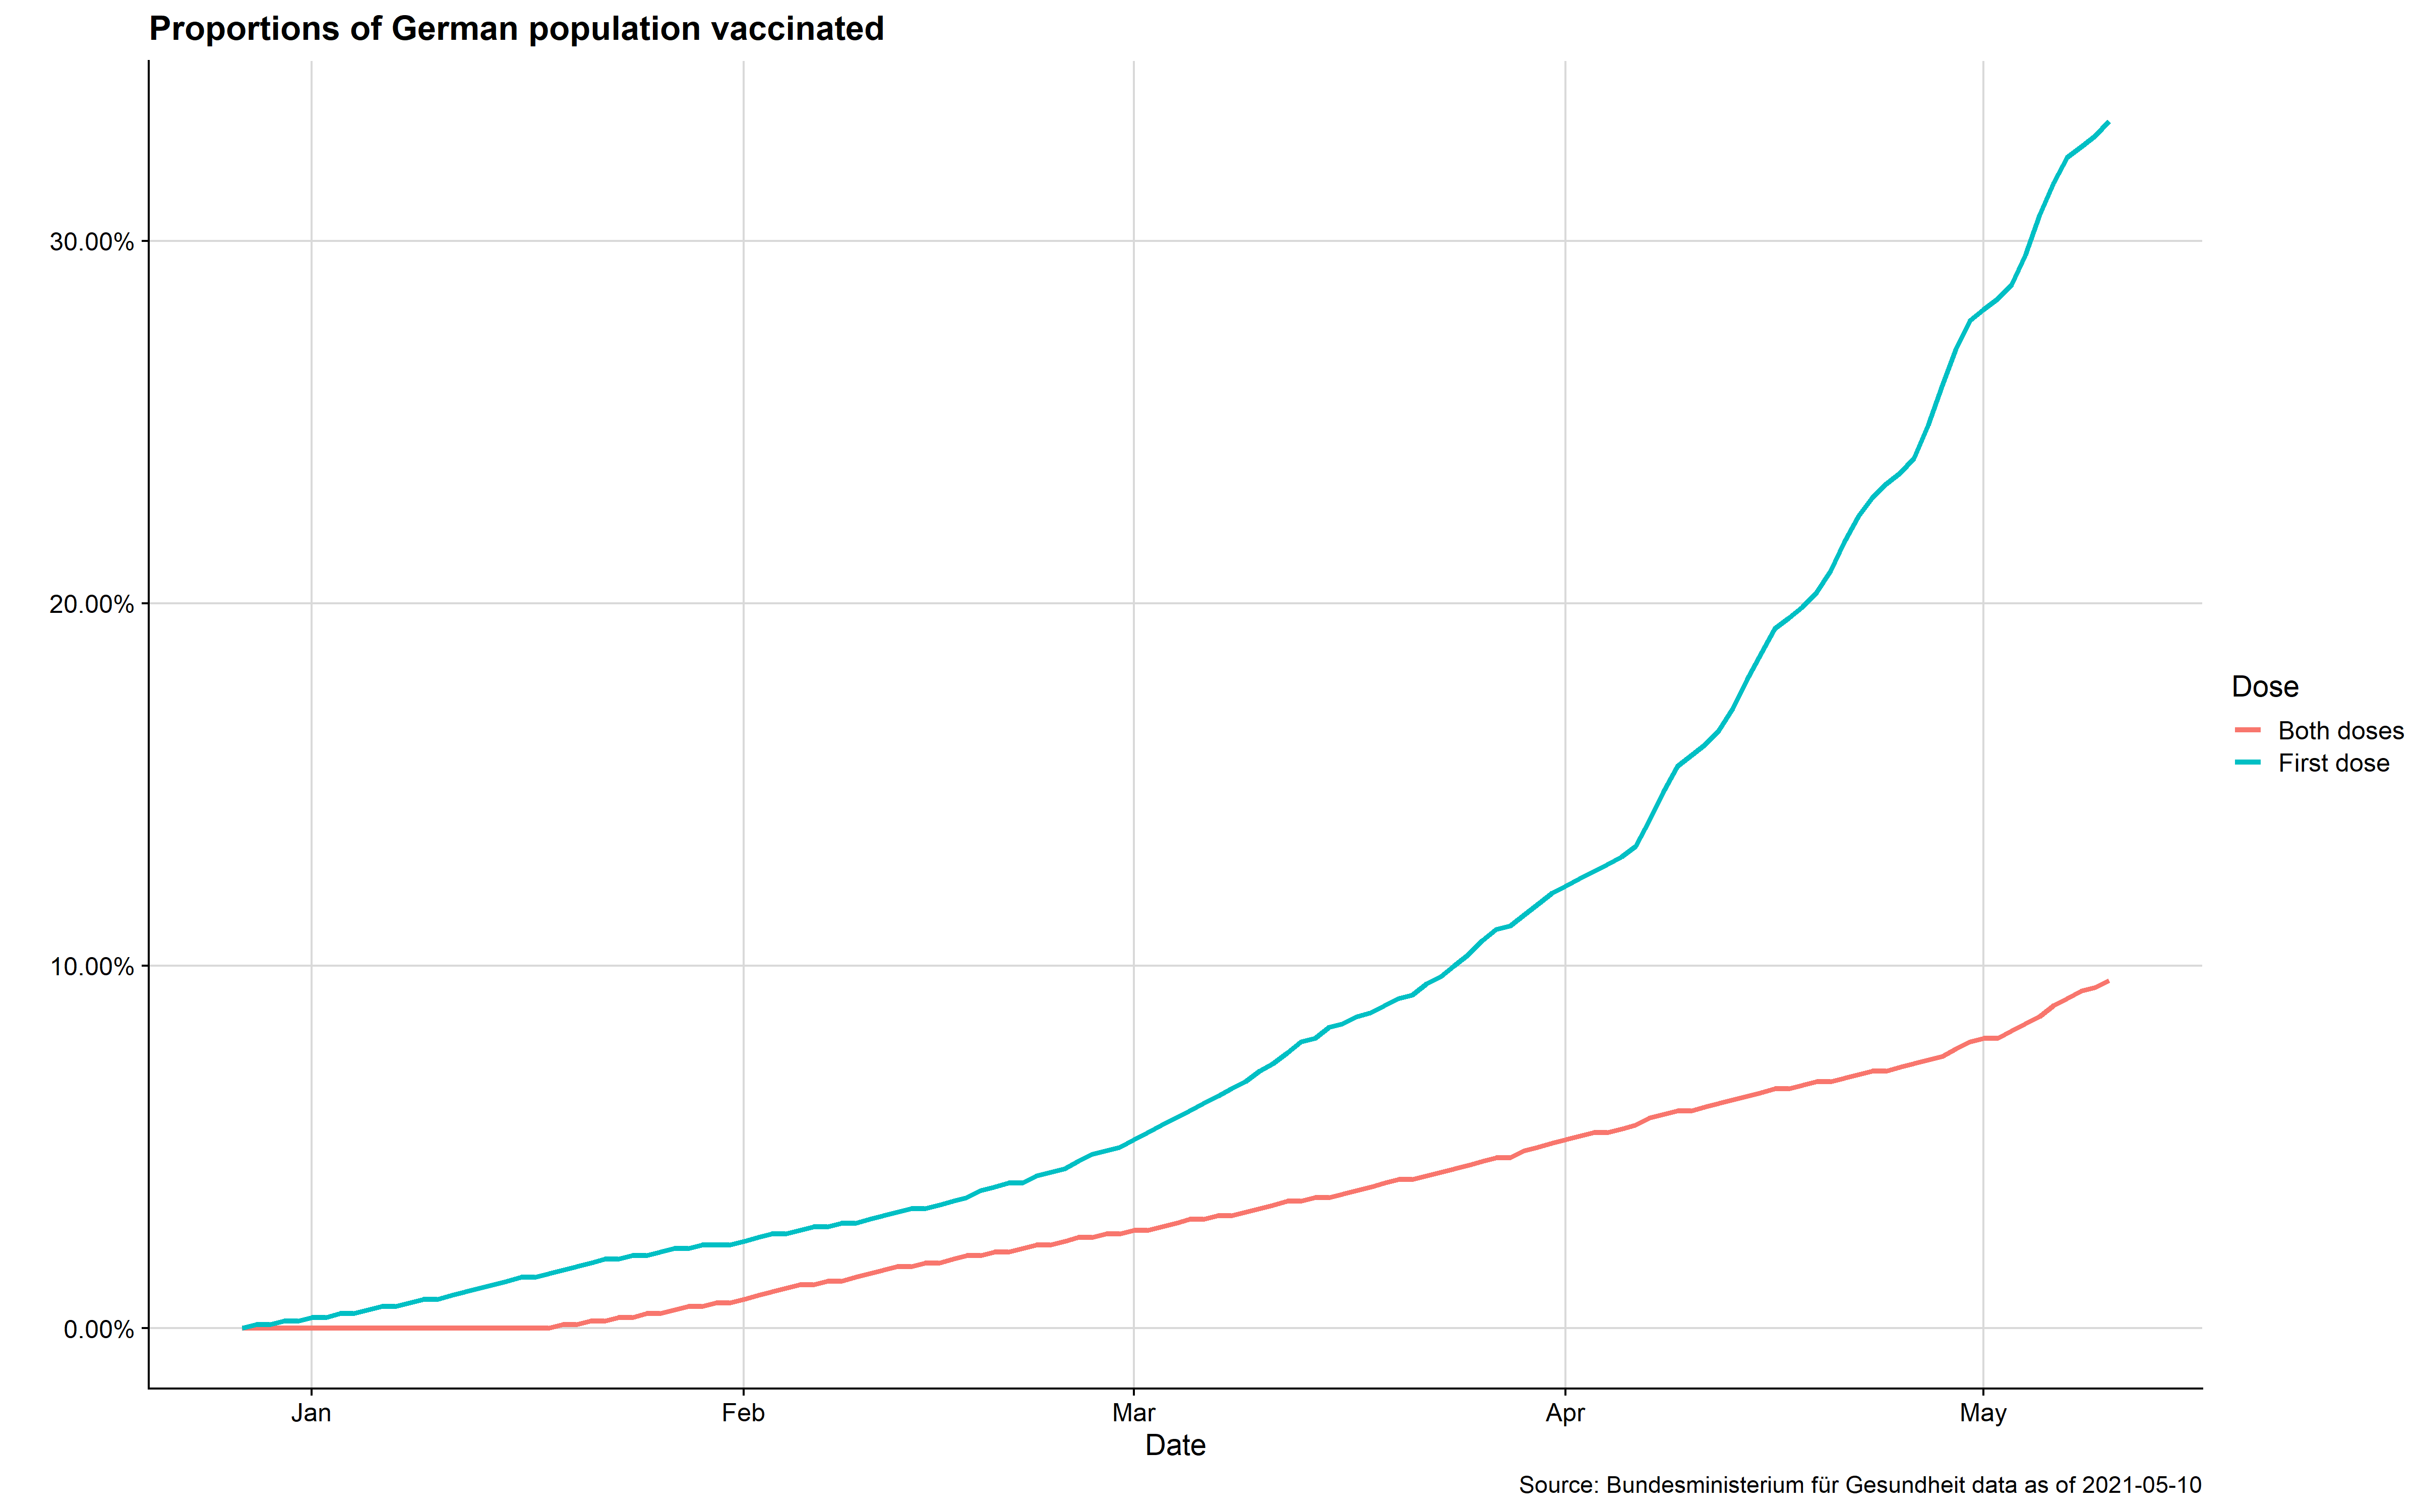 Proportions of German population vaccinated
30.00%
20.00%
10.00%
0.00%
Jan Feb Mar Apr May
Date
Dose
Both doses
First dose
Source: Bundesministerium für Gesundheit data as of 2021-05-10